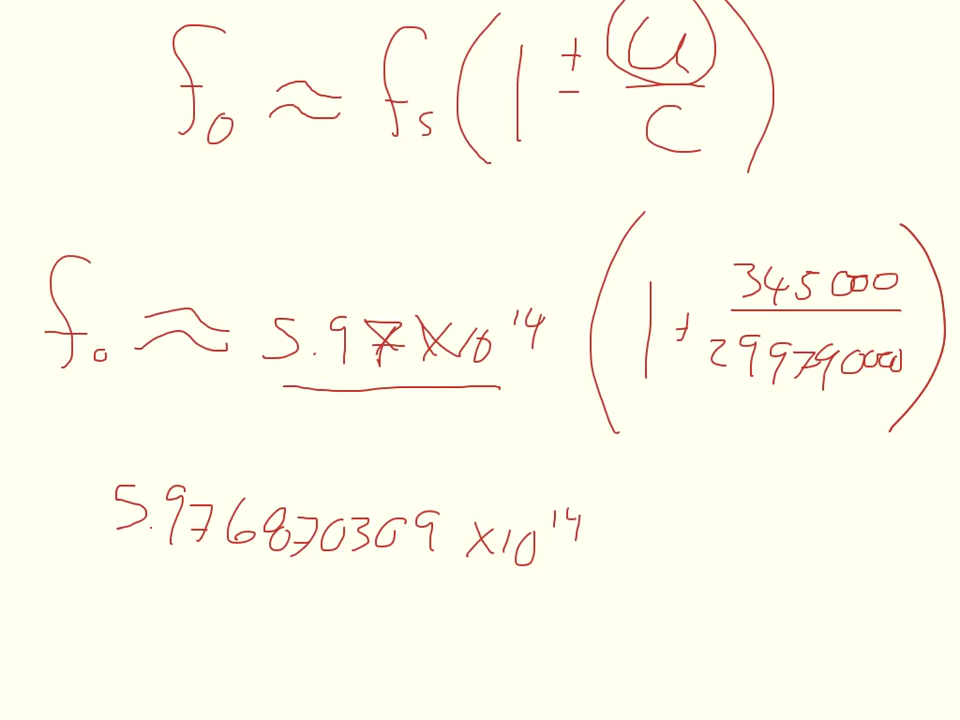 f₀ ≈ fₛ(1 ± u/c)
f₀ ≈ 5.97 × 10¹⁴ (1 + 345000/299790000)
5.976870309 × 10¹⁴